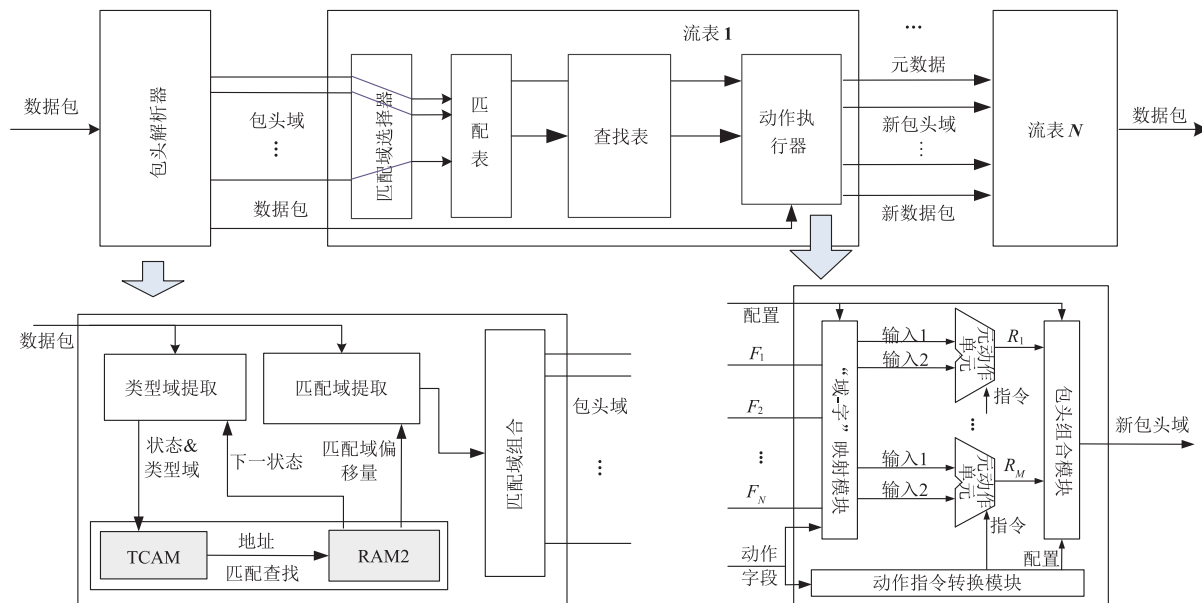 流表 1
...
数据包
包头解析器
包头域
...
数据包
匹配域选择器
匹
配
表
查找表
动作执
行器
元数据
新包头域
...
新数据包
流表 N
数据包
数据包
类型域提取
匹配域提取
状态&
类型域
下一状态
匹配域偏
移量
TCAM
地址
匹配查找
RAM2
匹配域组合
包头域
...
配置
F1
F2
...
FN
动作
字段
“域-字”映射模块
输入1
输入2
元动作
单元
R1
指令
...
输入1
输入2
元动作
单元
RM
指令
包头组合模块
新包头域
配置
动作指令转换模块